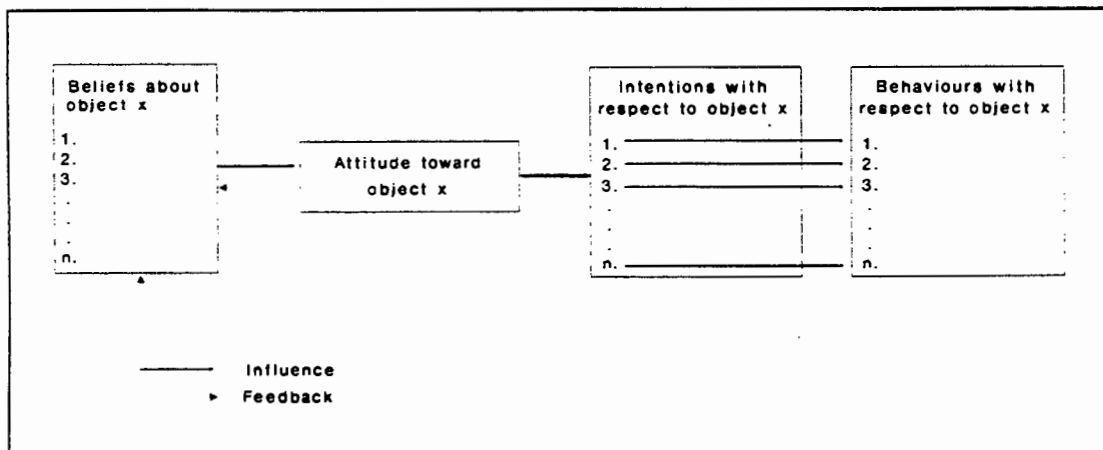 Beliefs about
object x
1.
2.
3.
.
.
.
n.
Attitude toward
object x
Intentions with
respect to object x
1.
2.
3.
.
.
.
n.
Behaviours with
respect to object x
1.
2.
3.
.
.
.
n.
Influence
Feedback